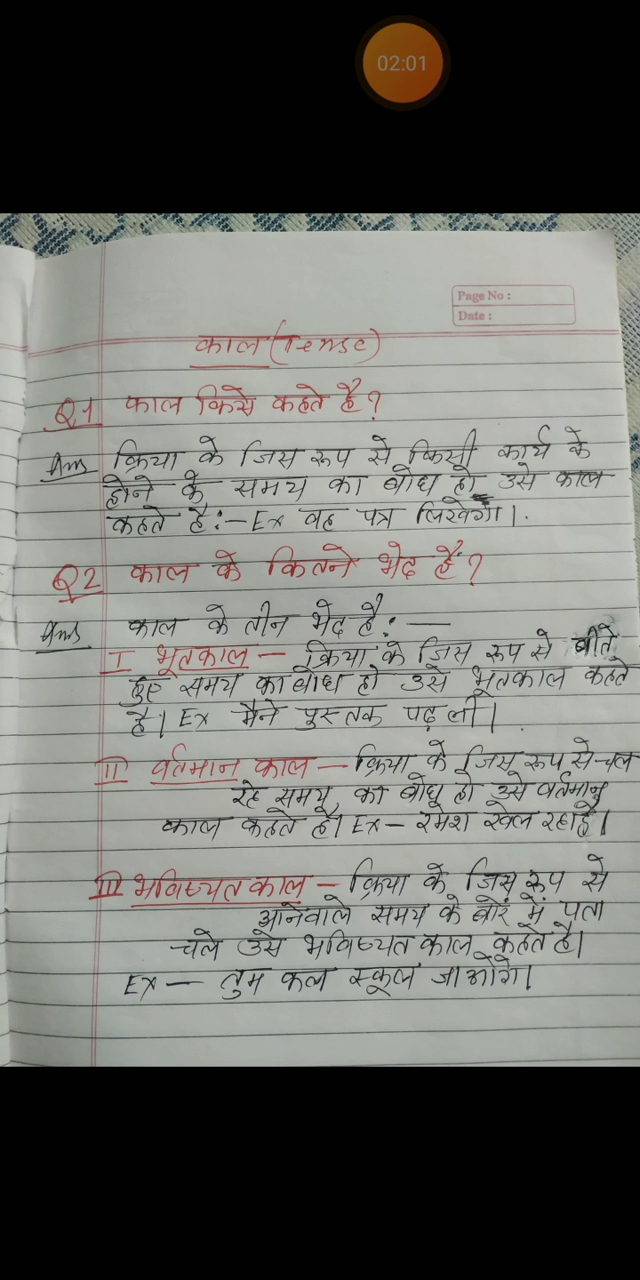 02:01
Page No :
Date :
काल (Tense)
Q1 काल किसे कहते है?
Ans क्रिया के जिस रूप से किसी कार्य के
होने के समय का बोध हो उसे काल
कहते है:- Ex वह पत्र लिखेगा।
Q2 काल के कितने भेद हैं?
Ans काल के तीन भेद है: —
I भूतकाल - क्रिया के जिस रूप से बीते
हुए समय का बोध हो उसे भूतकाल कहते
है। Ex मैने पुस्तक पढ़ ली।
II वर्तमान काल - क्रिया के जिस रूप से चल
रहे समय का बोध हो उसे वर्तमान
काल कहते है। Ex - रमेश खेल रहा है।
III भविष्यत काल - क्रिया के जिस रूप से
आनेवाले समय के बारे में पता
चले उसे भविष्यत काल कहते है।
Ex — तुम कल स्कूल जाओगे।